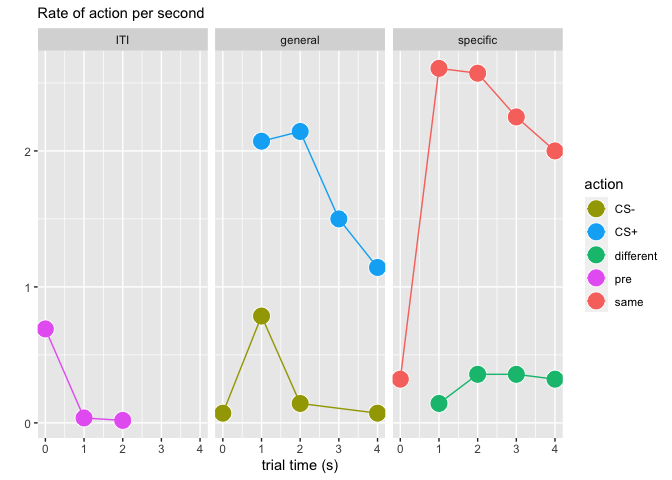 Rate of action per second
ITI
general
specific
2
1
0
0 1 2 3 4
0 1 2 3 4
0 1 2 3 4
trial time (s)
action
CS-
CS+
different
pre
same